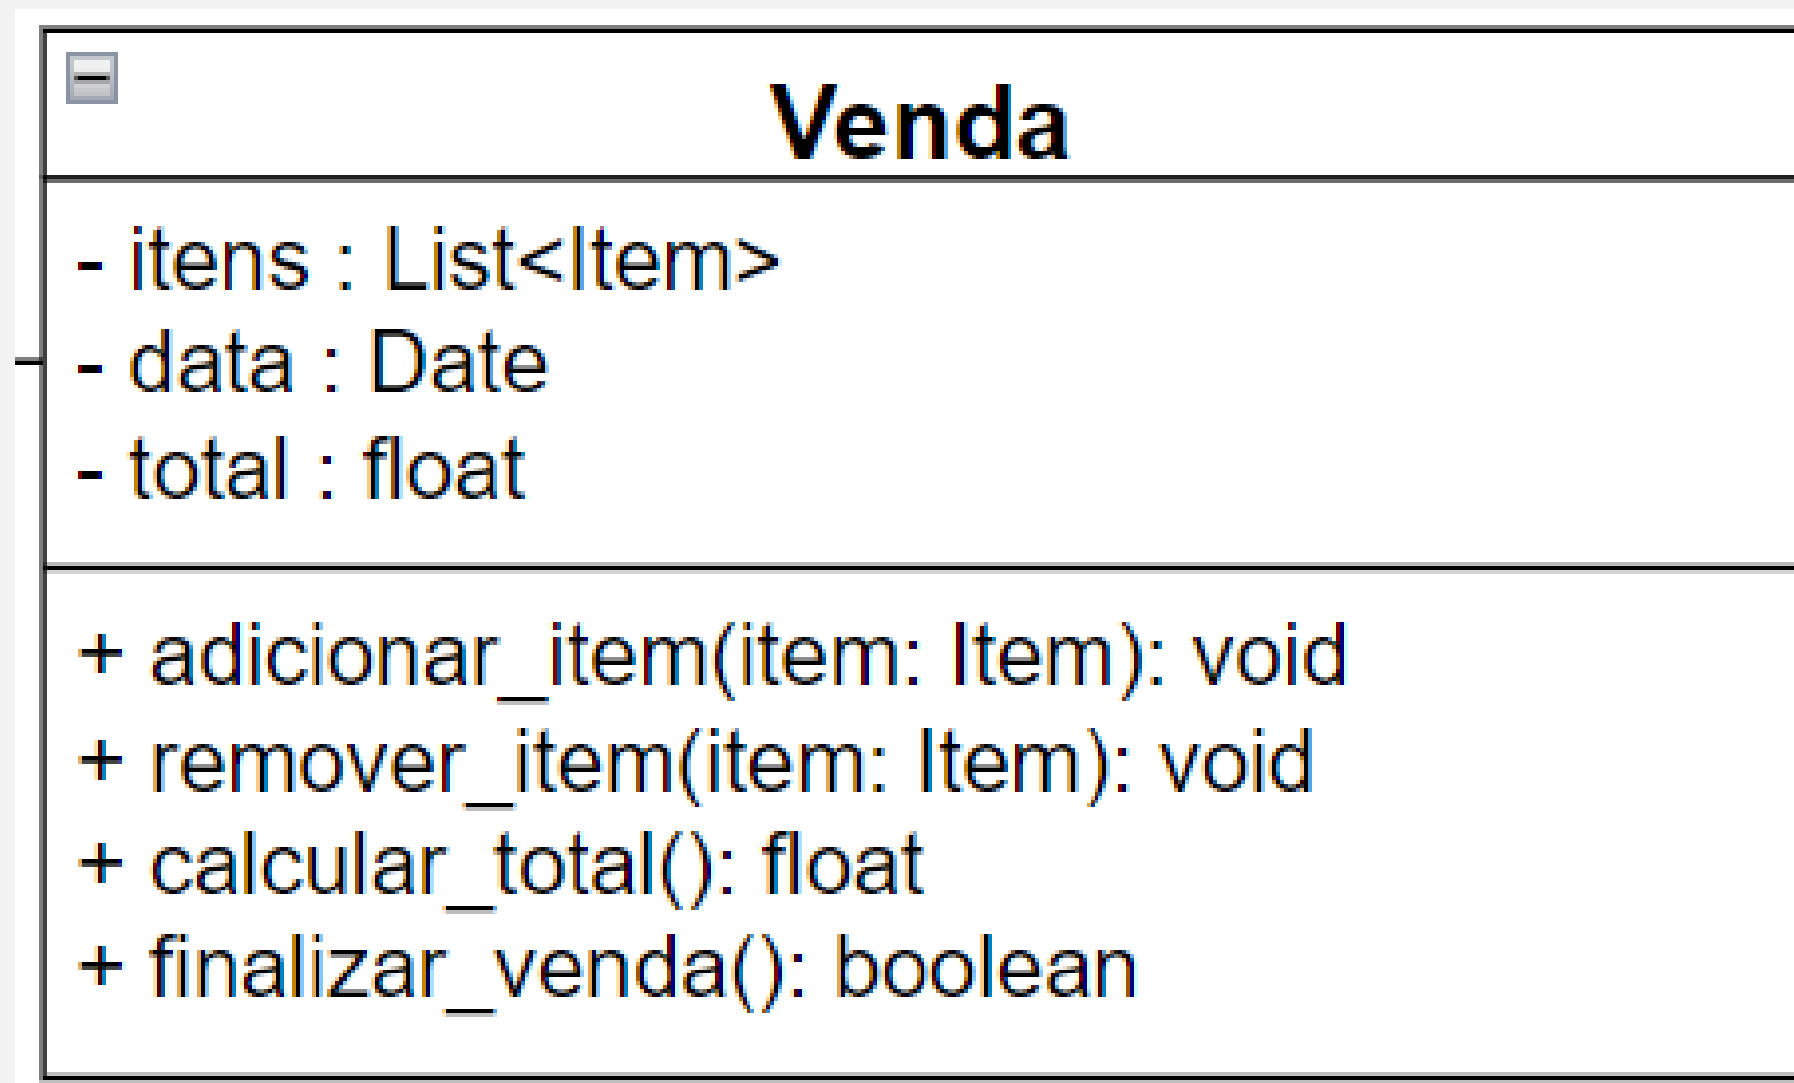 Venda
- itens : List<Item>
- data : Date
- total : float
+ adicionar_item(item: Item): void
+ remover_item(item: Item): void
+ calcular_total(): float
+ finalizar_venda(): boolean